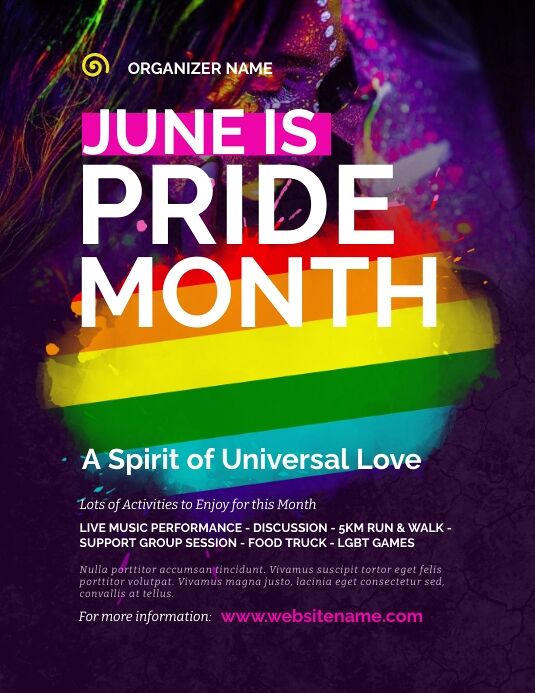 ORGANIZER NAME
JUNE IS
PRIDE
MONTH
A Spirit of Universal Love
Lots of Activities to Enjoy for this Month
LIVE MUSIC PERFORMANCE - DISCUSSION - 5KM RUN & WALK -
SUPPORT GROUP SESSION - FOOD TRUCK - LGBT GAMES
Nulla porttitor accumsan tincidunt. Vivamus suscipit tortor eget felis
porttitor volutpat. Vivamus magna justo, lacinia eget consectetur sed,
convallis at tellus.
For more information: www.websitename.com